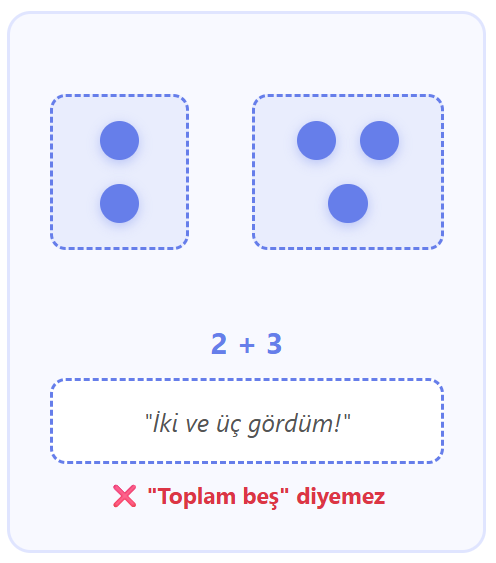 2 + 3
"İki ve üç gördüm!"
❌ "Toplam beş" diyemez